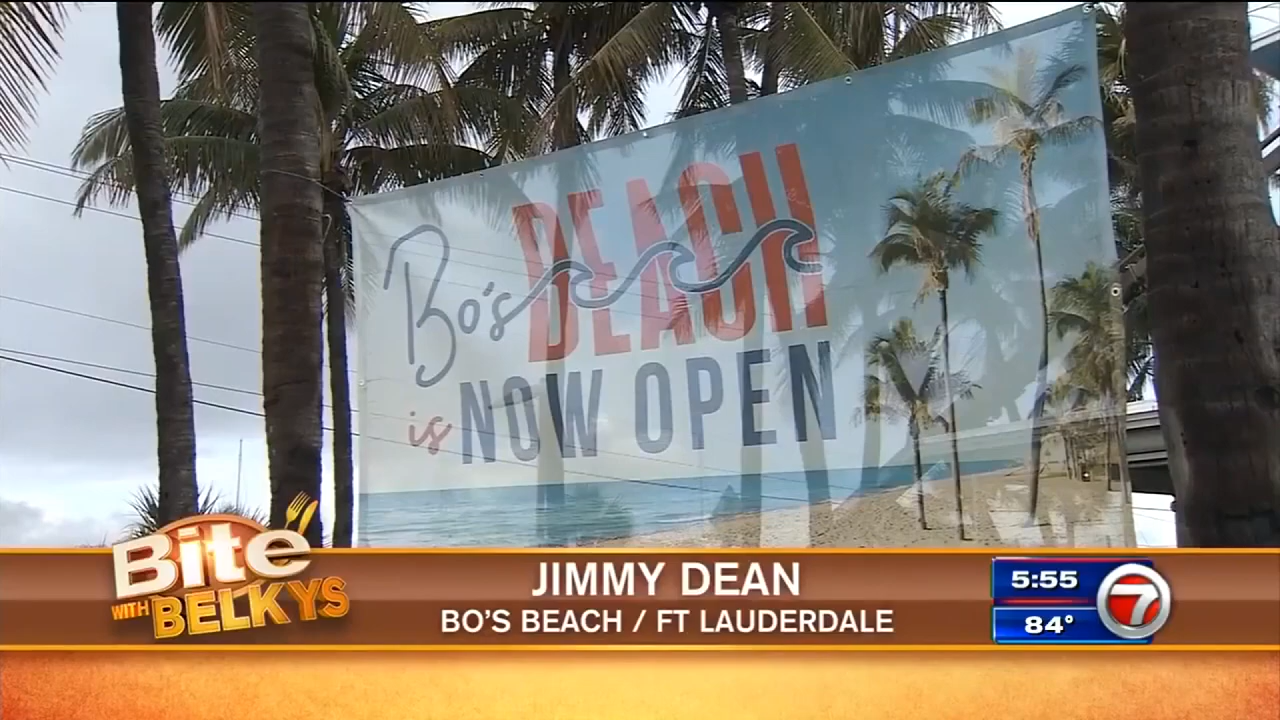 Bo's BEACH
is NOW OPEN
Bite
WITH BELKYS
JIMMY DEAN
BO'S BEACH / FT LAUDERDALE
5:55
84°
7